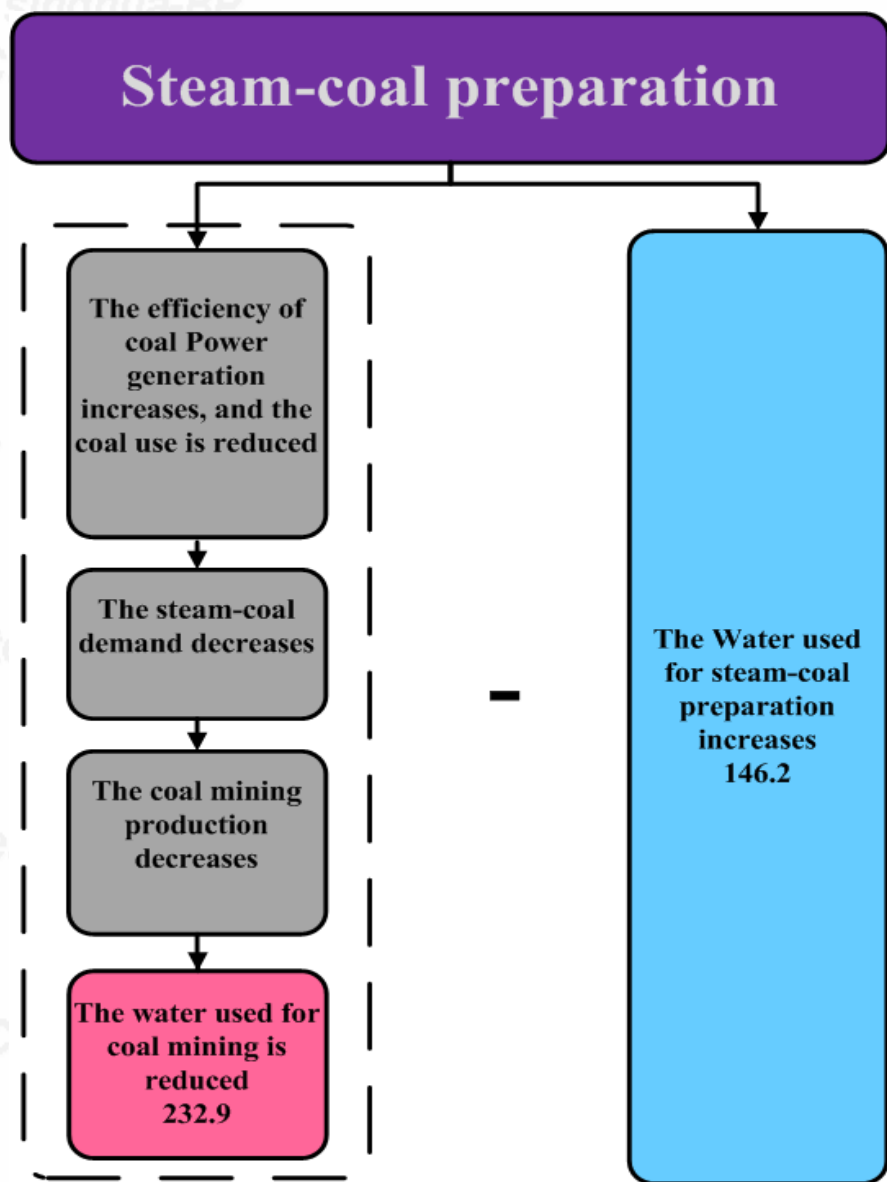 Steam-coal preparation
The efficiency of
coal Power
generation
increases, and the
coal use is reduced
The steam-coal
demand decreases
The coal mining
production
decreases
The water used for
coal mining is
reduced
232.9
-
The Water used
for steam-coal
preparation
increases
146.2